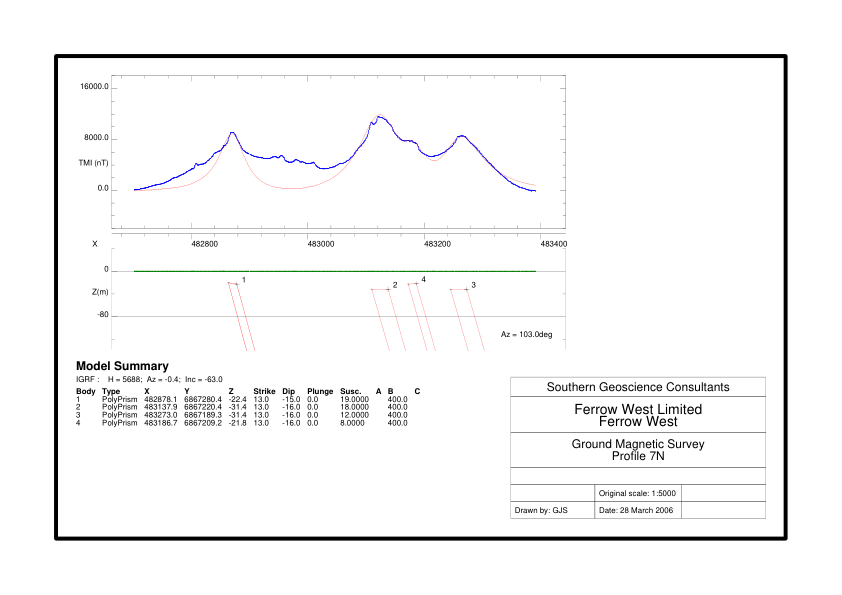 16000.0
8000.0
TMI (nT)
0.0
X 482800 483000 483200 483400
0
1
4
2
3
Z(m)
-80
Az = 103.0deg
Model Summary
IGRF : H = 5688; Az = -0.4; Inc = -63.0
Body Type X Y Z Strike Dip Plunge Susc. A B C
1 PolyPrism 482878.1 6867280.4 -22.4 13.0 -15.0 0.0 19.0000 400.0
2 PolyPrism 483137.9 6867220.4 -31.4 13.0 -16.0 0.0 18.0000 400.0
3 PolyPrism 483273.0 6867189.3 -31.4 13.0 -16.0 0.0 12.0000 400.0
4 PolyPrism 483186.7 6867209.2 -21.8 13.0 -16.0 0.0 8.0000 400.0
Southern Geoscience Consultants
Ferrow West Limited
Ferrow West
Ground Magnetic Survey
Profile 7N
Original scale: 1:5000
Drawn by: GJS Date: 28 March 2006